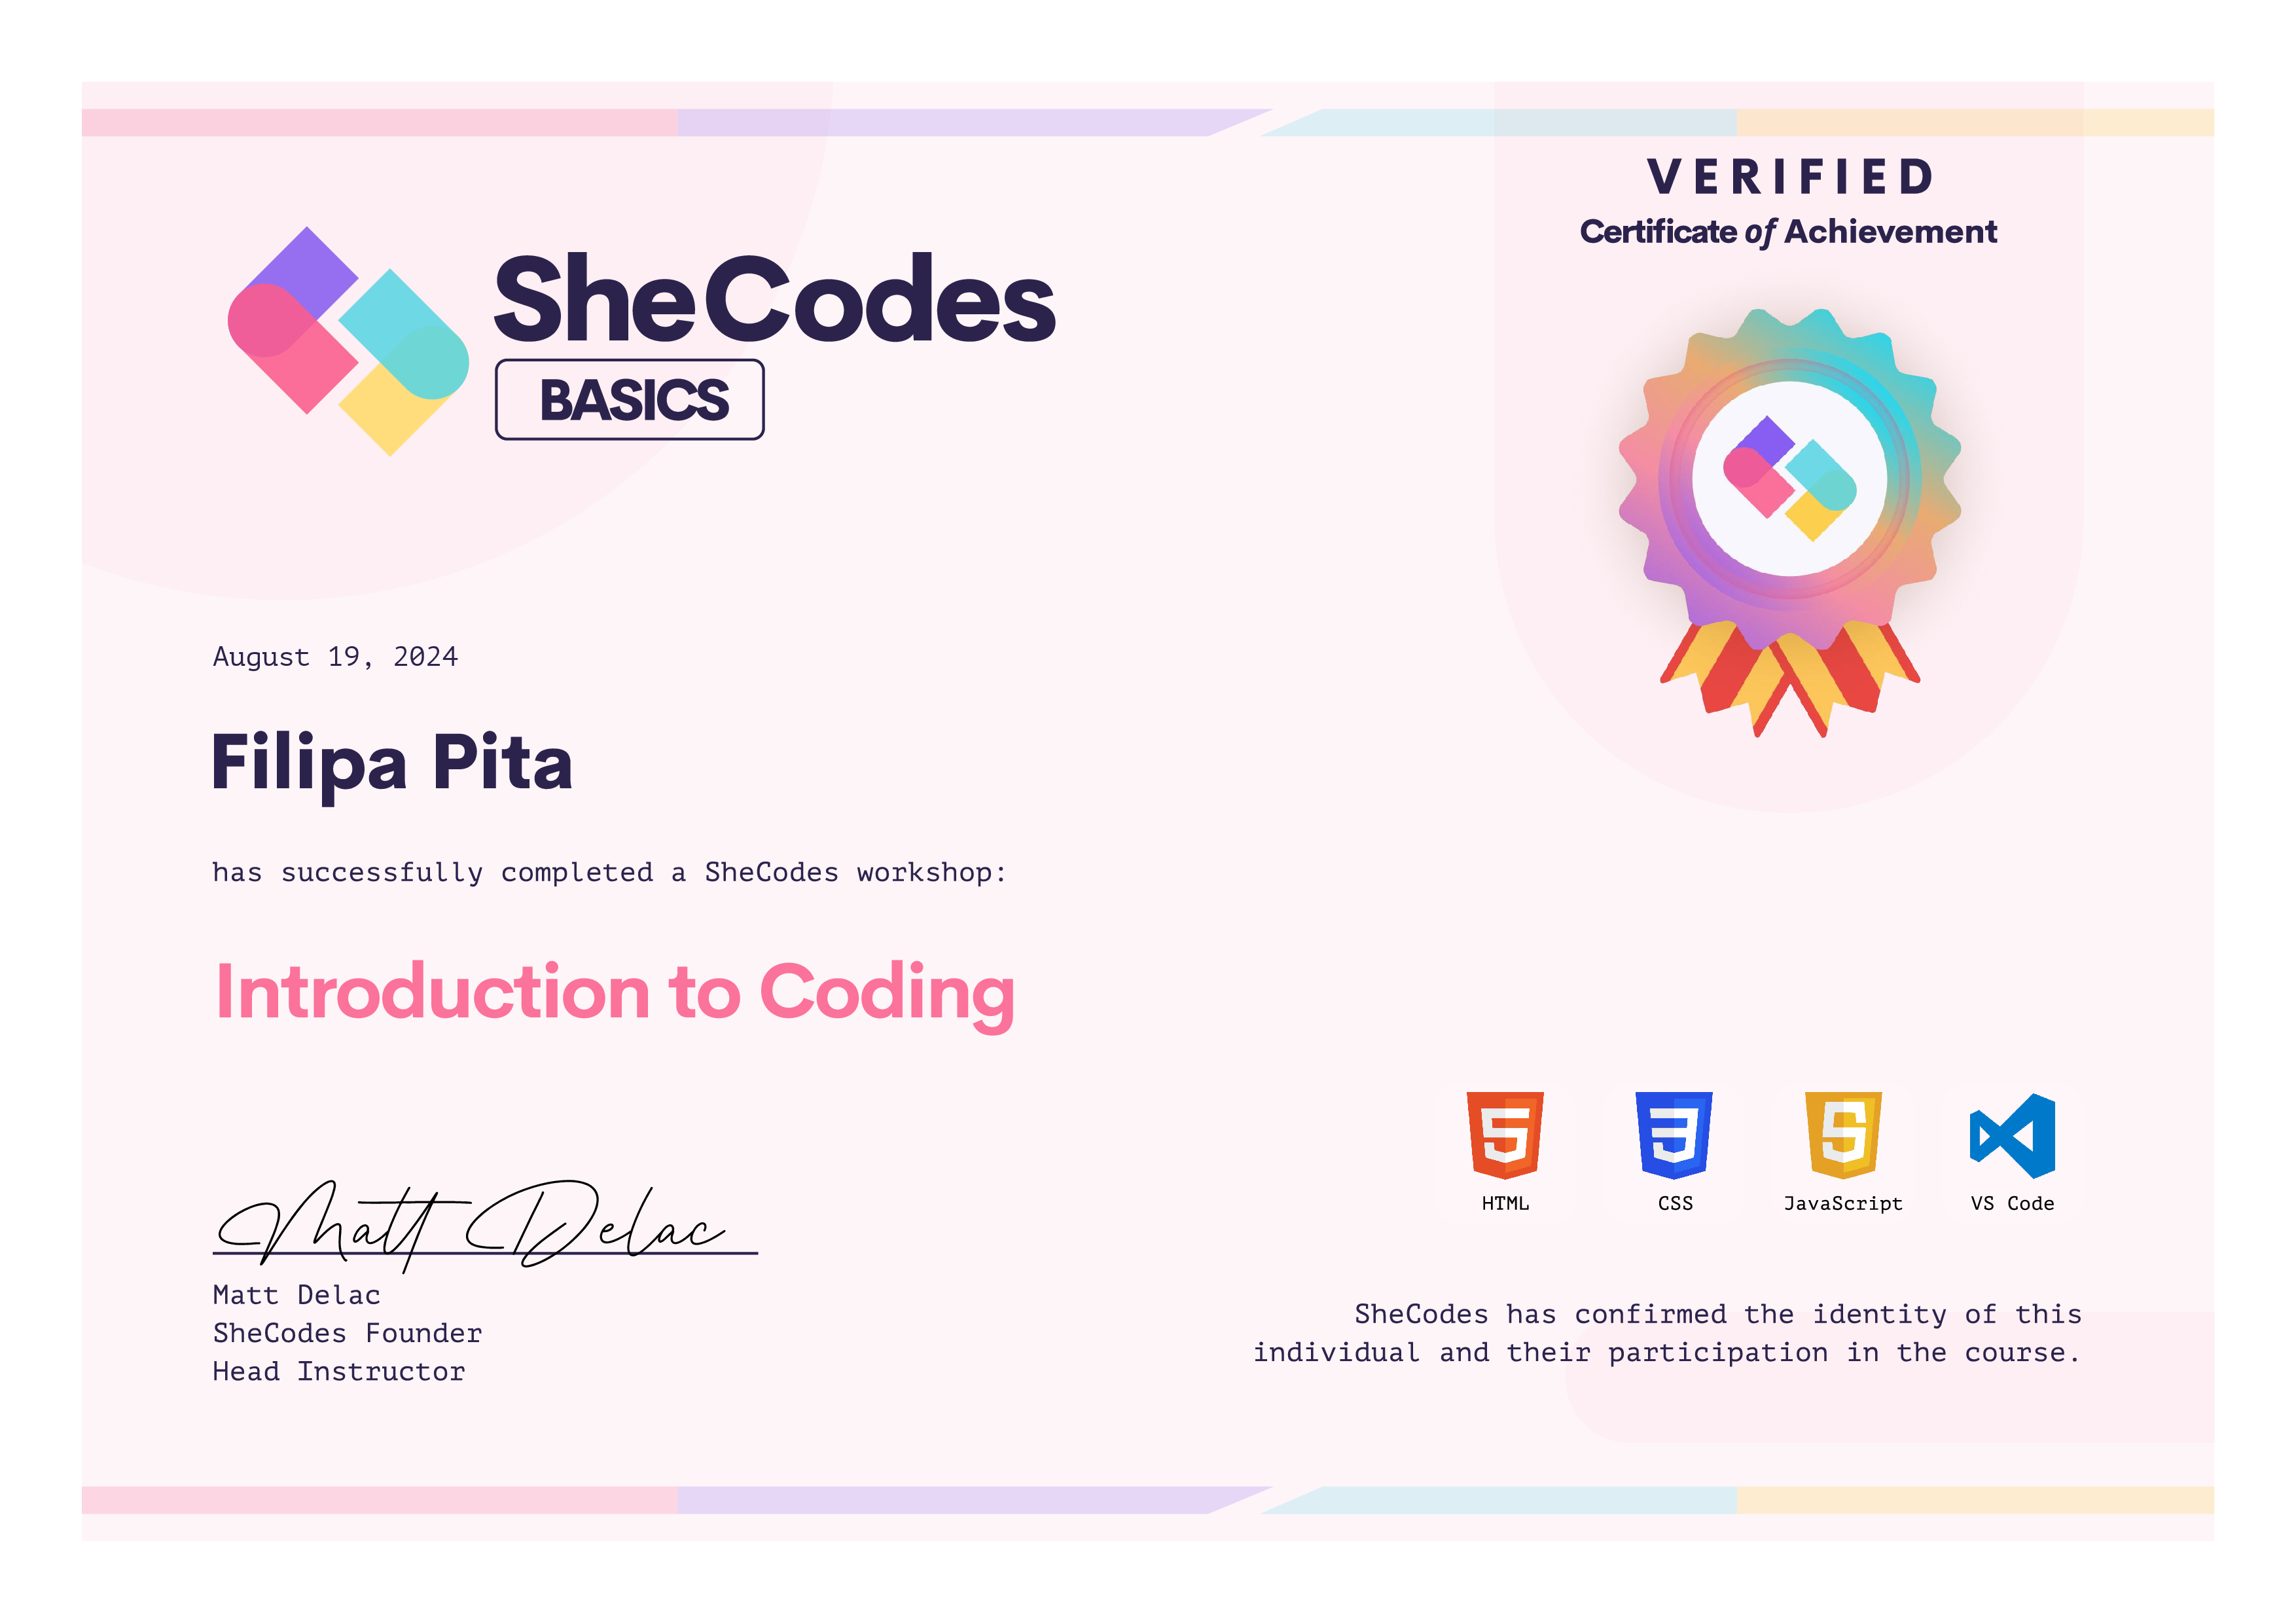 VERIFIED
Certificate of Achievement
SheCodes
BASICS
August 19, 2024
Filipa Pita
has successfully completed a SheCodes workshop:
Introduction to Coding
HTML
CSS
JavaScript
VS Code
Matt Delac
Matt Delac
SheCodes Founder
Head Instructor
SheCodes has confirmed the identity of this
individual and their participation in the course.